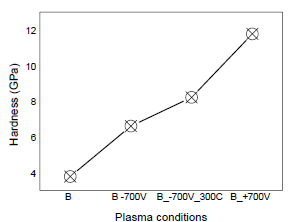 12
10
8
6
4
Hardness (GPa)
B B -700V B_-700V_300C B_+700V
Plasma conditions